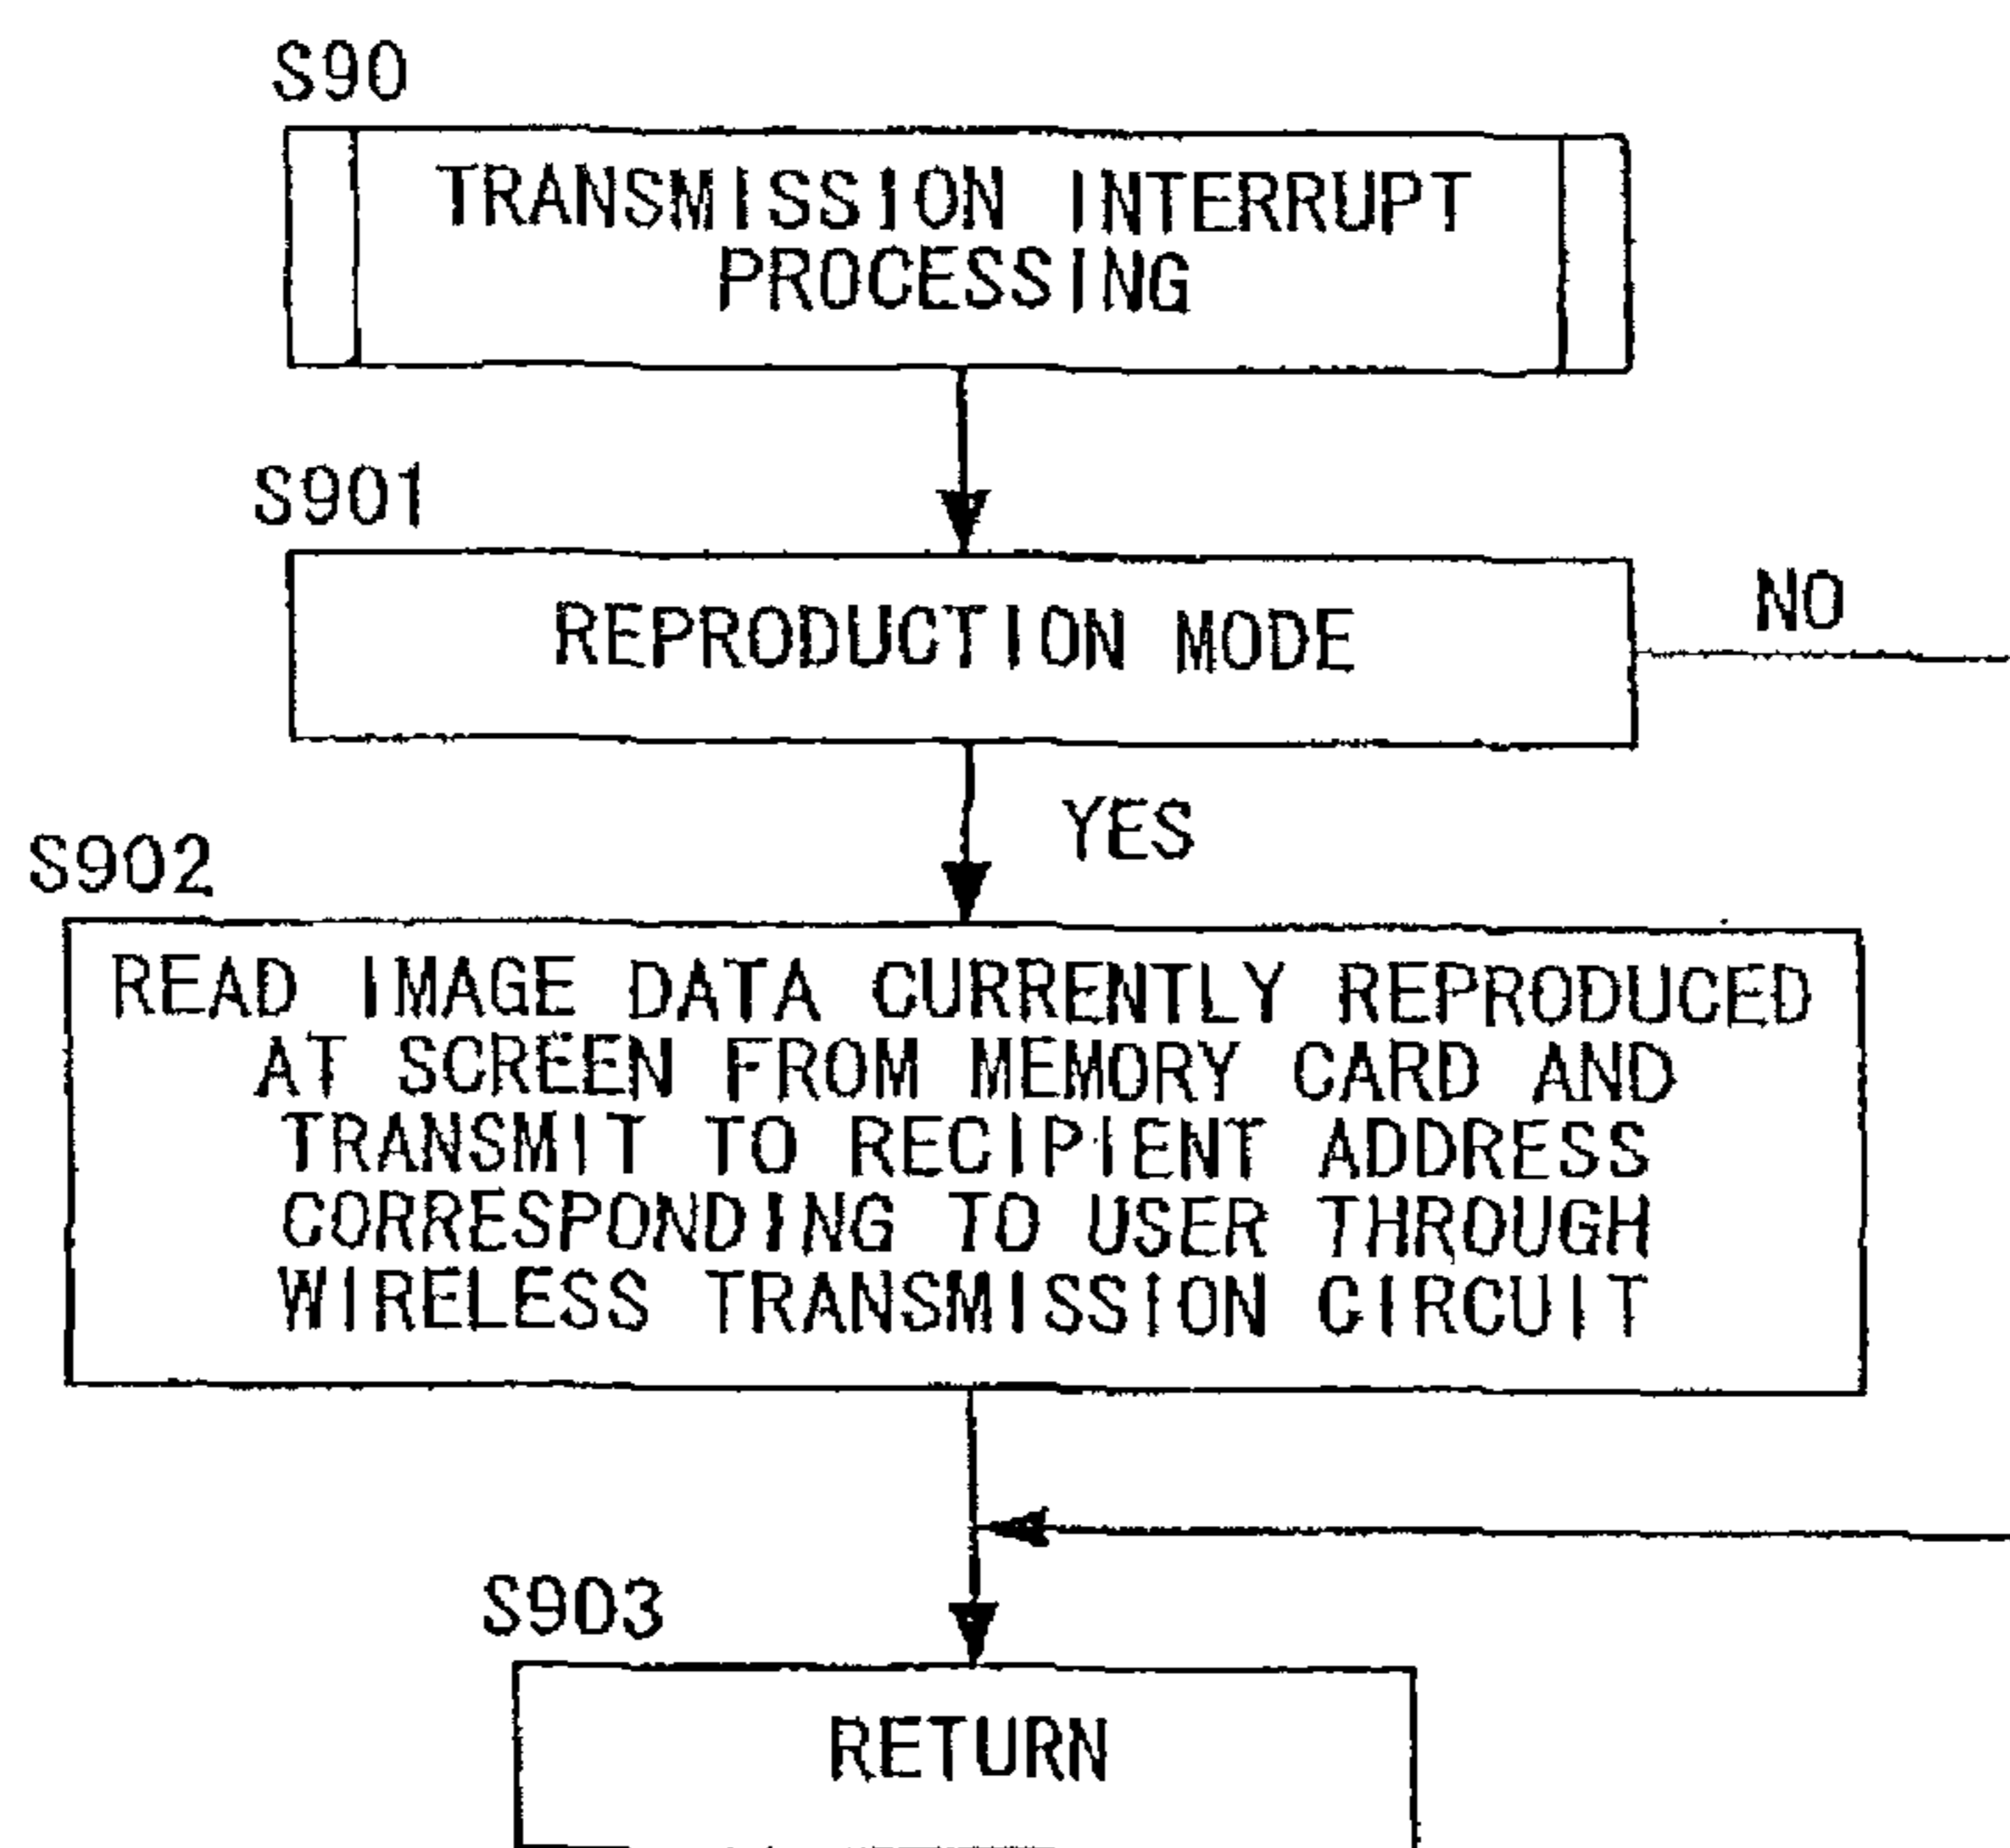 S90
TRANSMISSION INTERRUPT
PROCESSING
S901
REPRODUCTION MODE
NO
YES
S902
READ IMAGE DATA CURRENTLY REPRODUCED
AT SCREEN FROM MEMORY CARD AND
TRANSMIT TO RECIPIENT ADDRESS
CORRESPONDING TO USER THROUGH
WIRELESS TRANSMISSION CIRCUIT
S903
RETURN